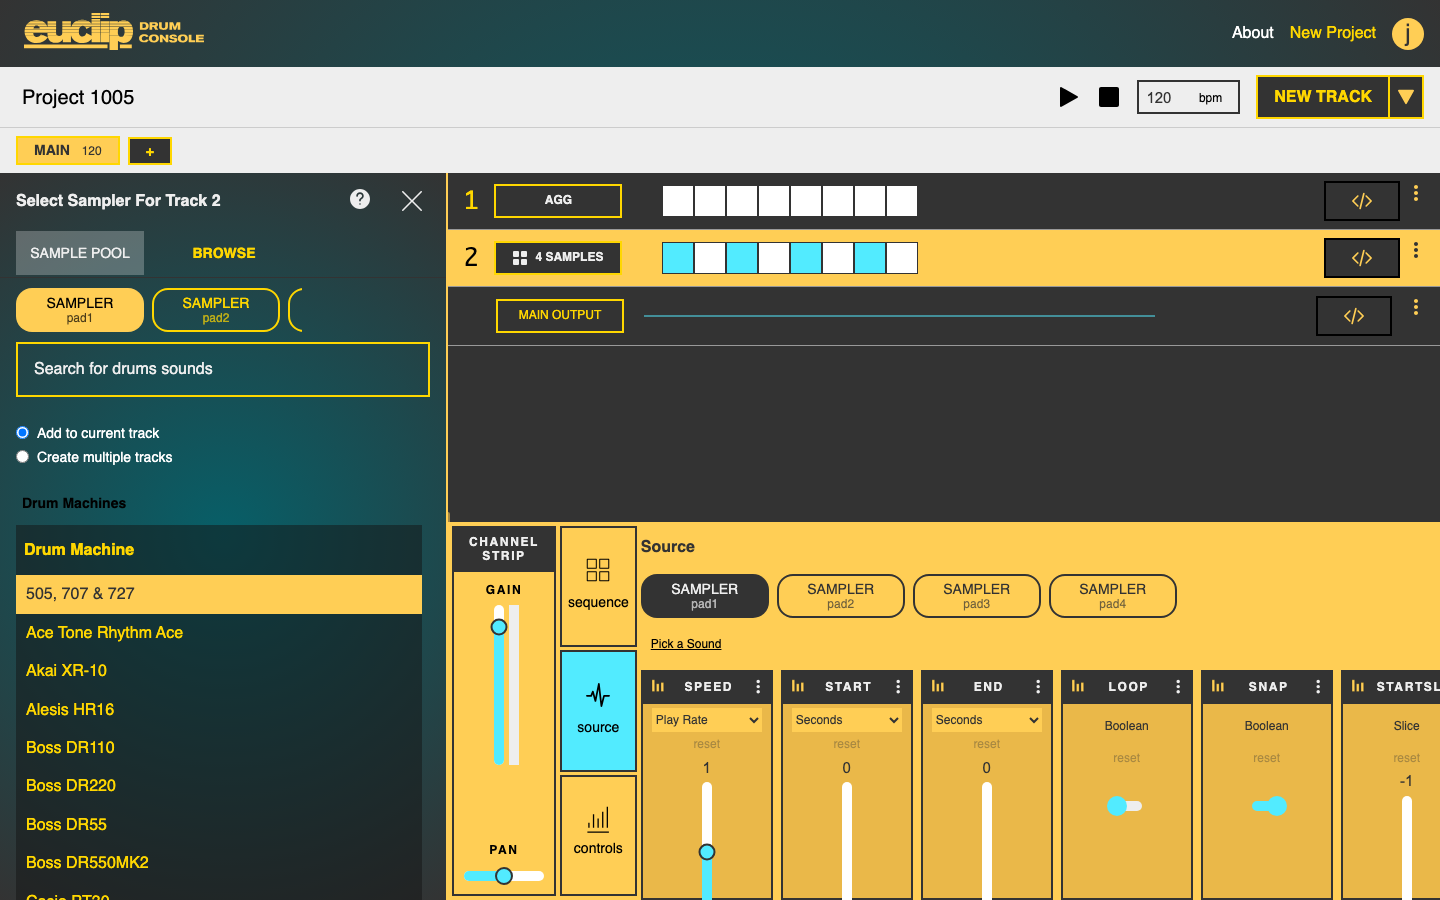 euclip DRUM CONSOLE
About
New Project
j
Project 1005
120 bpm
NEW TRACK
MAIN 120
+
Select Sampler For Track 2
?
SAMPLE POOL
BROWSE
SAMPLER
pad1
SAMPLER
pad2
Search for drums sounds
Add to current track
Create multiple tracks
Drum Machines
Drum Machine
505, 707 & 727
Ace Tone Rhythm Ace
Akai XR-10
Alesis HR16
Boss DR110
Boss DR220
Boss DR55
Boss DR550MK2
1
AGG
</>
2
4 SAMPLES
</>
MAIN OUTPUT
</>
CHANNEL
STRIP
GAIN
PAN
sequence
source
controls
Source
SAMPLER
pad1
SAMPLER
pad2
SAMPLER
pad3
SAMPLER
pad4
Pick a Sound
SPEED
Play Rate
reset
1
START
Seconds
reset
0
END
Seconds
reset
0
LOOP
Boolean
reset
SNAP
Boolean
reset
STARTSL
Slice
reset
-1